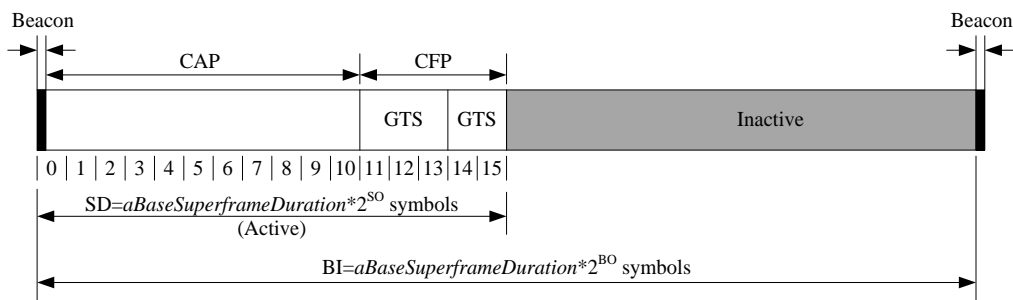 Beacon Beacon
CAP CFP
GTS GTS Inactive
0 1 2 3 4 5 6 7 8 9 10 11 12 13 14 15
SD=aBaseSuperframeDuration*2^SO symbols
(Active)
BI=aBaseSuperframeDuration*2^BO symbols